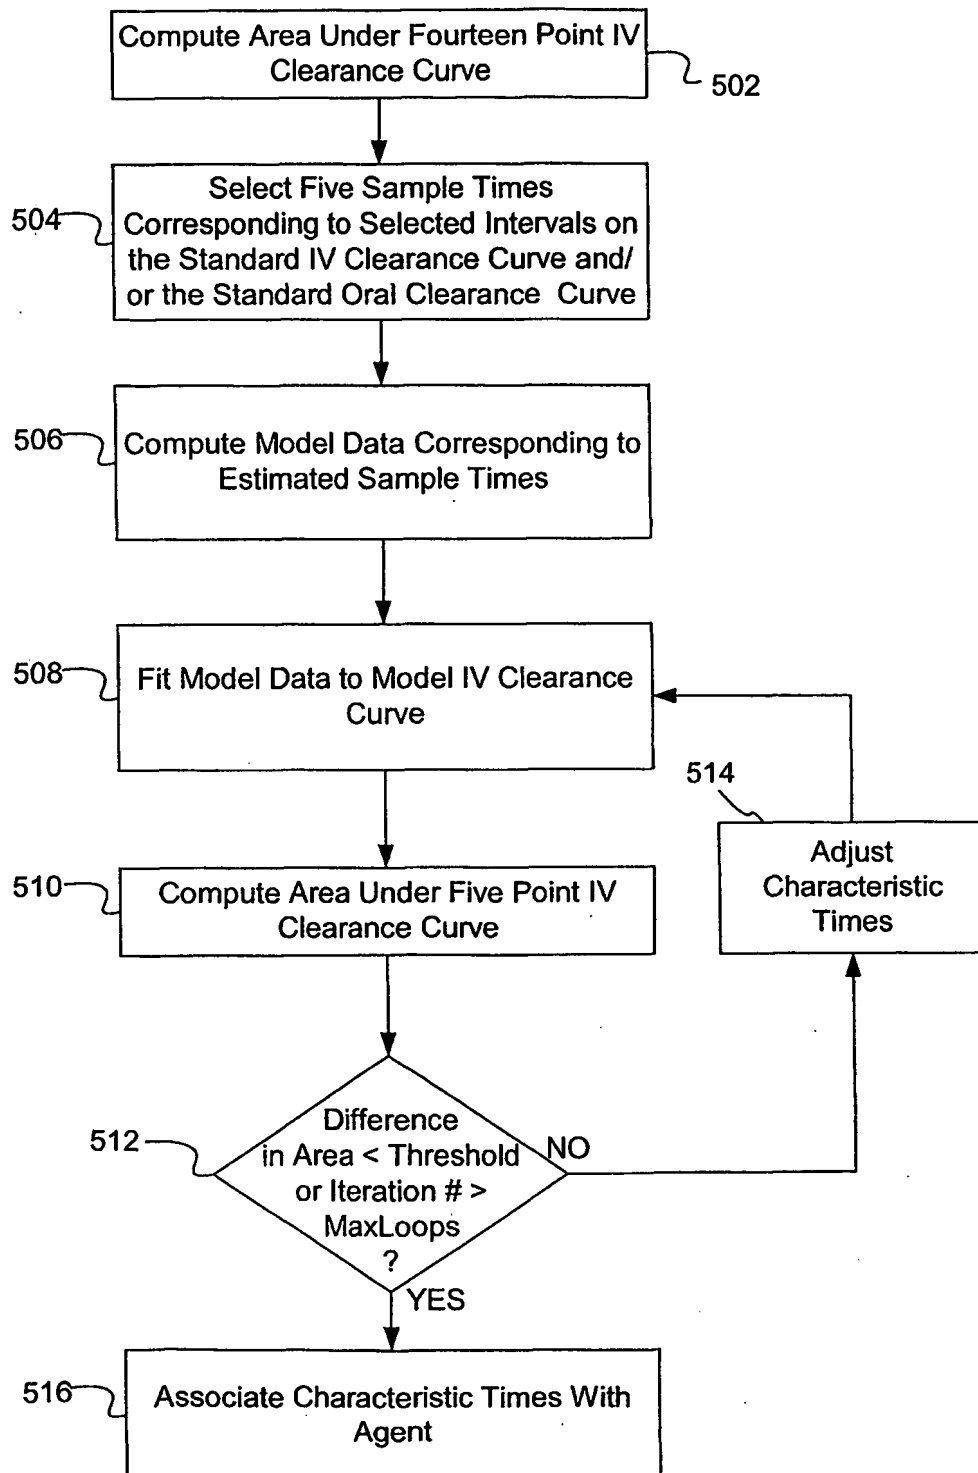 Compute Area Under Fourteen Point IV
Clearance Curve
502
Select Five Sample Times
504
Corresponding to Selected Intervals on
the Standard IV Clearance Curve and/
or the Standard Oral Clearance Curve
506
Compute Model Data Corresponding to
Estimated Sample Times
508
Fit Model Data to Model IV Clearance
Curve
514
Adjust
Characteristic
Times
510
Compute Area Under Five Point IV
Clearance Curve
512
Difference
in Area < Threshold
or Iteration # >
MaxLoops
?
NO
YES
516
Associate Characteristic Times With
Agent